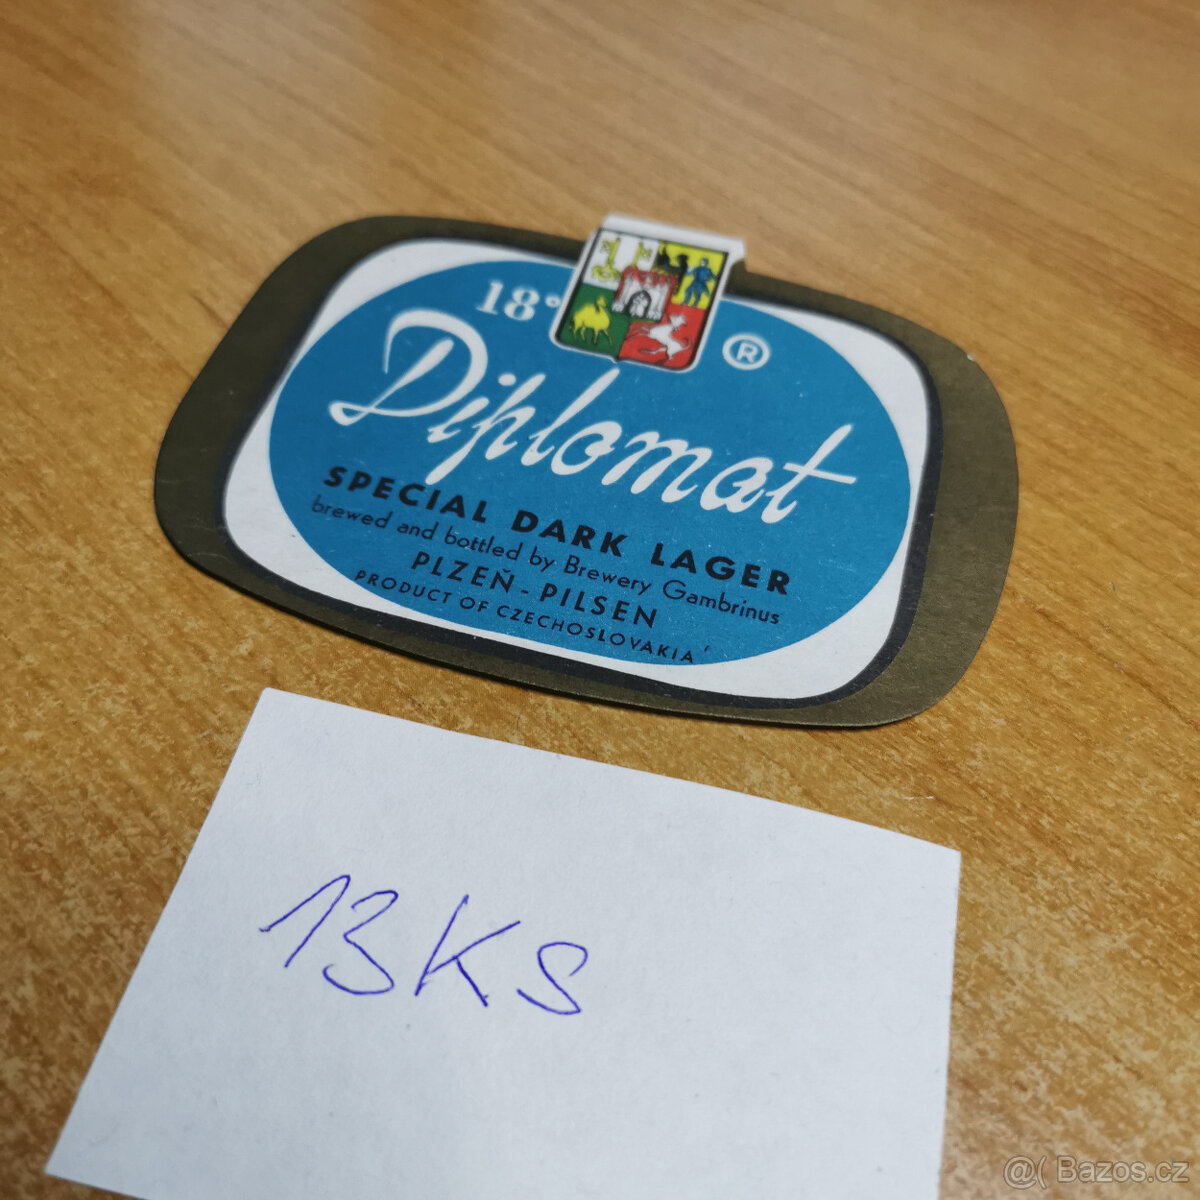 18°
®
Diplomat
SPECIAL DARK LAGER
brewed and bottled by Brewery Gambrinus
PLZEŇ - PILSEN
PRODUCT OF CZECHOSLOVAKIA
13KS
@( Bazos.cz